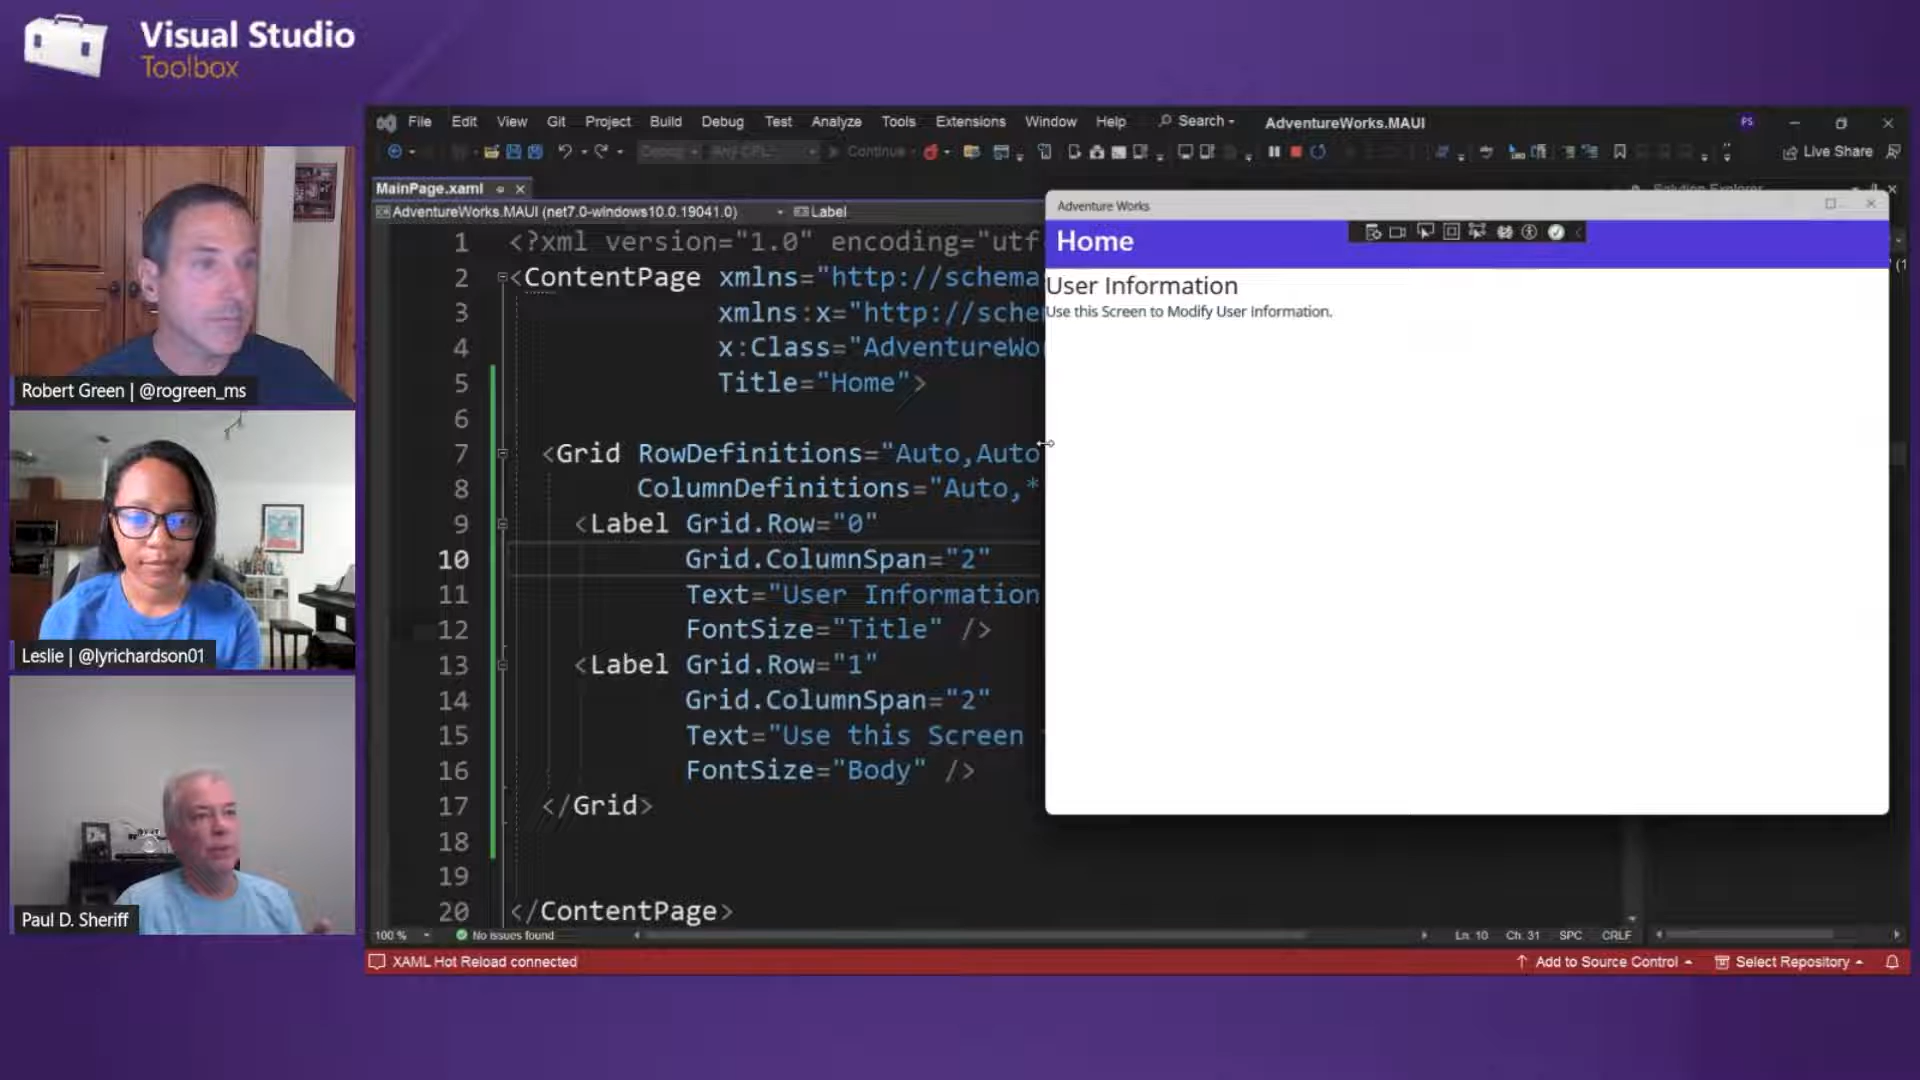 Visual Studio
Toolbox
Robert Green | @rogreen_ms
Leslie | @lyrichardson01
Paul D. Sheriff
File Edit View Git Project Build Debug Test Analyze Tools Extensions Window Help Search AdventureWorks.MAUI PS
Debug Any CPU Continue Live Share
MainPage.xaml
Solution Explorer
AdventureWorks.MAUI (net7.0-windows10.0.19041.0) Label
1 <?xml version="1.0" encoding="utf
2 <ContentPage xmlns="http://schema
3 xmlns:x="http://sche
4 x:Class="AdventureWo
5 Title="Home">
6
7 <Grid RowDefinitions="Auto,Auto
8 ColumnDefinitions="Auto,*
9 <Label Grid.Row="0"
10 Grid.ColumnSpan="2"
11 Text="User Information
12 FontSize="Title" />
13 <Label Grid.Row="1"
14 Grid.ColumnSpan="2"
15 Text="Use this Screen
16 FontSize="Body" />
17 </Grid>
18
19
20 </ContentPage>
Adventure Works
Home
User Information
Use this Screen to Modify User Information.
100 % No issues found Ln: 10 Ch: 31 SPC CRLF
XAML Hot Reload connected Add to Source Control Select Repository